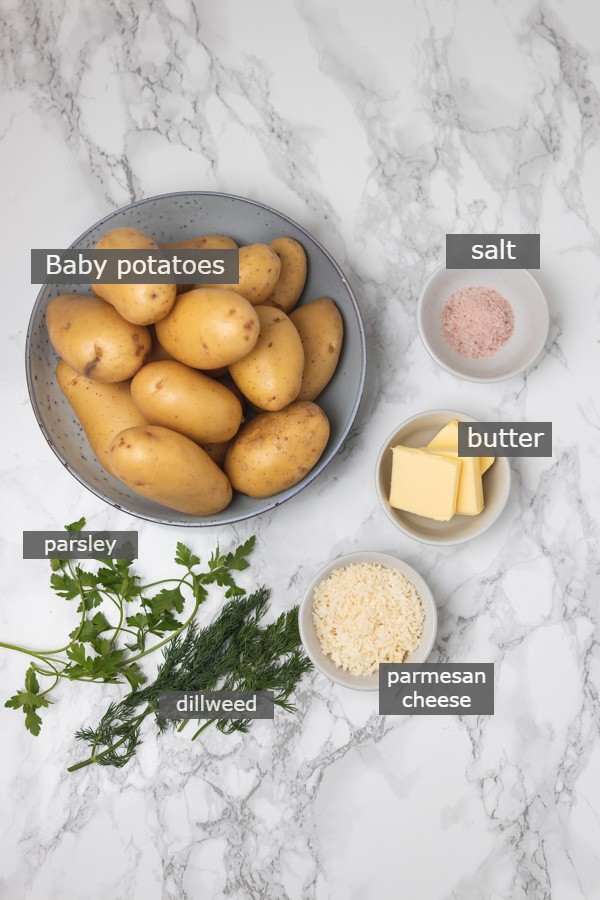 Baby potatoes
salt
butter
parsley
parmesan
cheese
dillweed